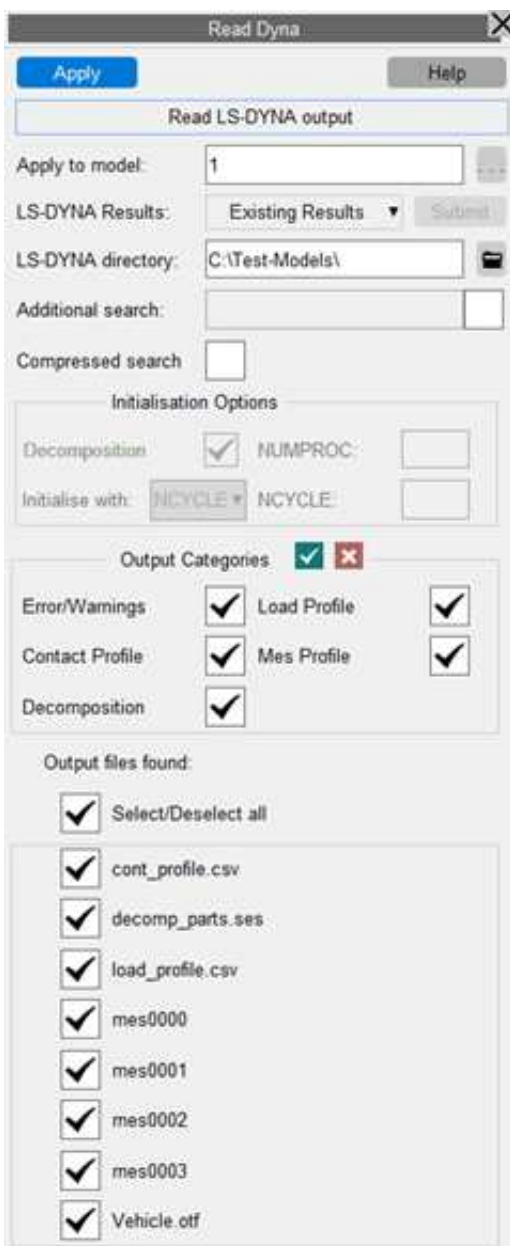 Read Dyna
Apply Help
Read LS-DYNA output
Apply to model: 1 ...
LS-DYNA Results: Existing Results Submit
LS-DYNA directory: C:\Test-Models\
Additional search:
Compressed search
Initialisation Options
Decomposition NUMPROC:
Initialise with: NCYCLE NCYCLE:
Output Categories
Error/Warnings Load Profile
Contact Profile Mes Profile
Decomposition
Output files found:
Select/Deselect all
cont_profile.csv
decomp_parts.ses
load_profile.csv
mes0000
mes0001
mes0002
mes0003
Vehicle.otf